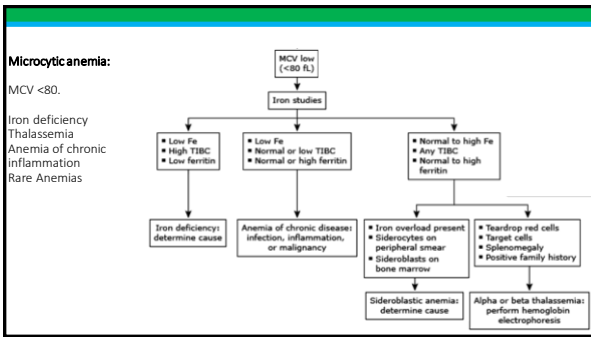 Microcytic anemia:
MCV <80.
Iron deficiency
Thalassemia
Anemia of chronic
inflammation
Rare Anemias
MCV low
(<80 fL)
Iron studies
▪ Low Fe
▪ High TIBC
▪ Low ferritin
▪ Low Fe
▪ Normal or low TIBC
▪ Normal or high ferritin
▪ Normal to high Fe
▪ Any TIBC
▪ Normal to high
ferritin
Iron deficiency:
determine cause
Anemia of chronic disease:
infection, inflammation,
or malignancy
▪ Iron overload present
▪ Siderocytes on
peripheral smear
▪ Sideroblasts on
bone marrow
▪ Teardrop red cells
▪ Target cells
▪ Splenomegaly
▪ Positive family history
Sideroblastic anemia:
determine cause
Alpha or beta thalassemia:
perform hemoglobin
electrophoresis